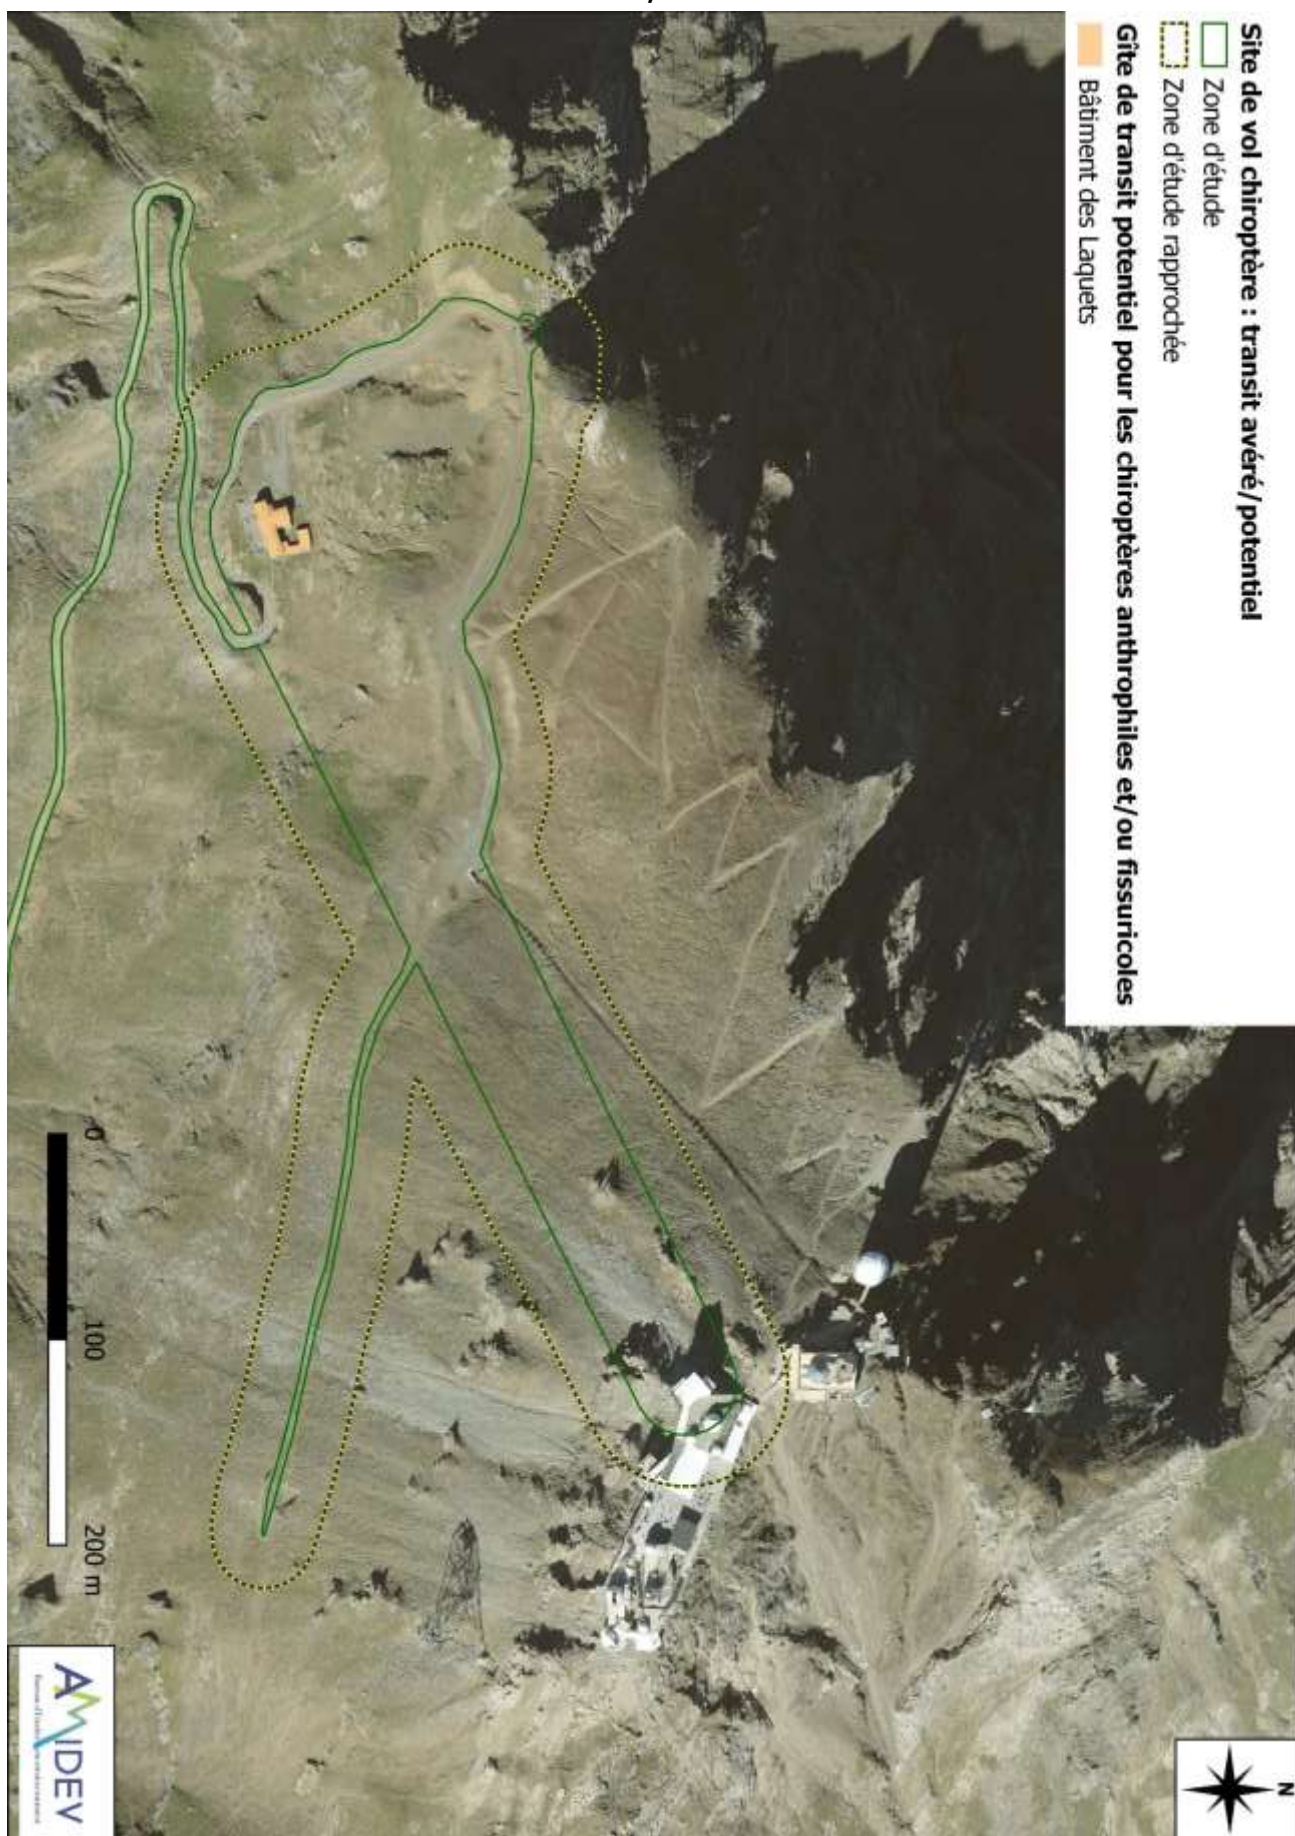 Site de vol chiroptère : transit avéré/potentiel
Zone d'étude
Zone d'étude rapprochée
Gîte de transit potentiel pour les chiroptères anthrophiles et/ou fissuricoles
Bâtiment des Laquets
0 100 200 m
N
AMIDEV